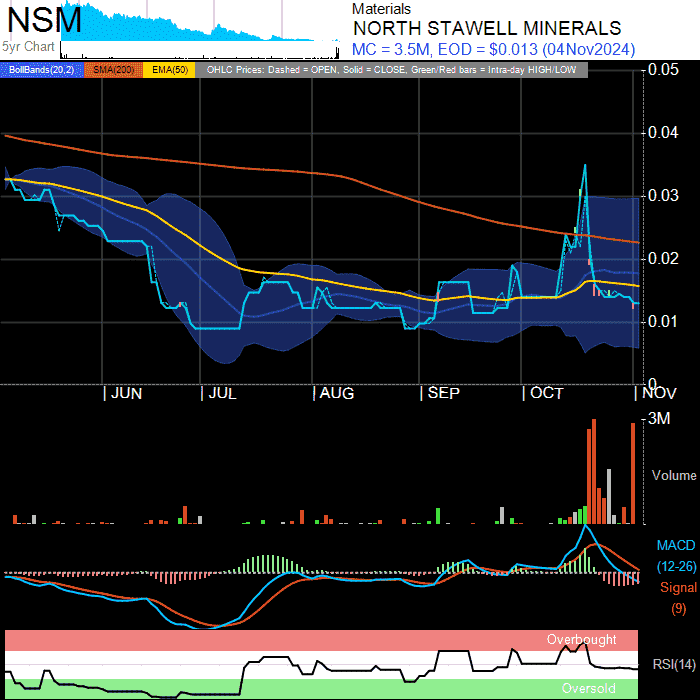 NSM
5yr Chart
Materials
NORTH STAWELL MINERALS
MC = 3.5M, EOD = $0.013 (04Nov2024)
BollBands(20,2) SMA(200) EMA(50) OHLC Prices: Dashed = OPEN, Solid = CLOSE, Green/Red bars = Intra-day HIGH/LOW
0.05
0.04
0.03
0.02
0.01
0
JUN JUL AUG SEP OCT NOV
3M
Volume
MACD
(12-26)
Signal
(9)
Overbought
RSI(14)
Oversold